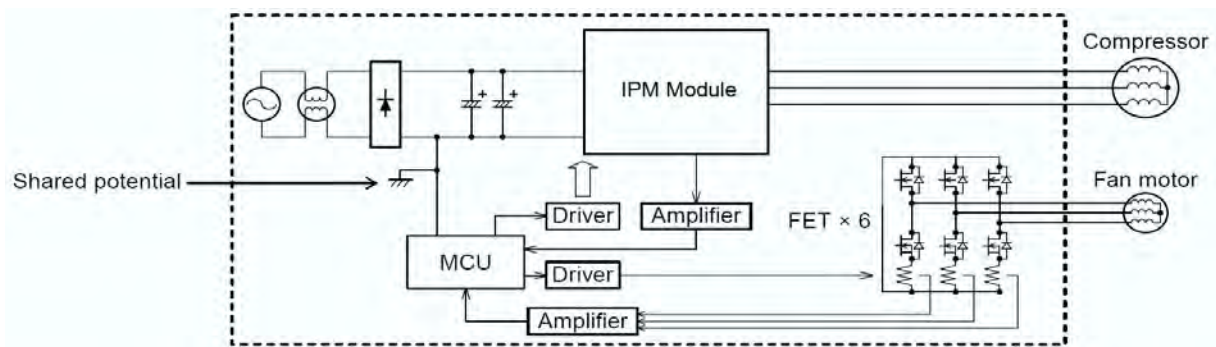 Compressor
IPM Module
Shared potential
Fan motor
Driver
Amplifier
FET × 6
MCU
Driver
Amplifier
+
+